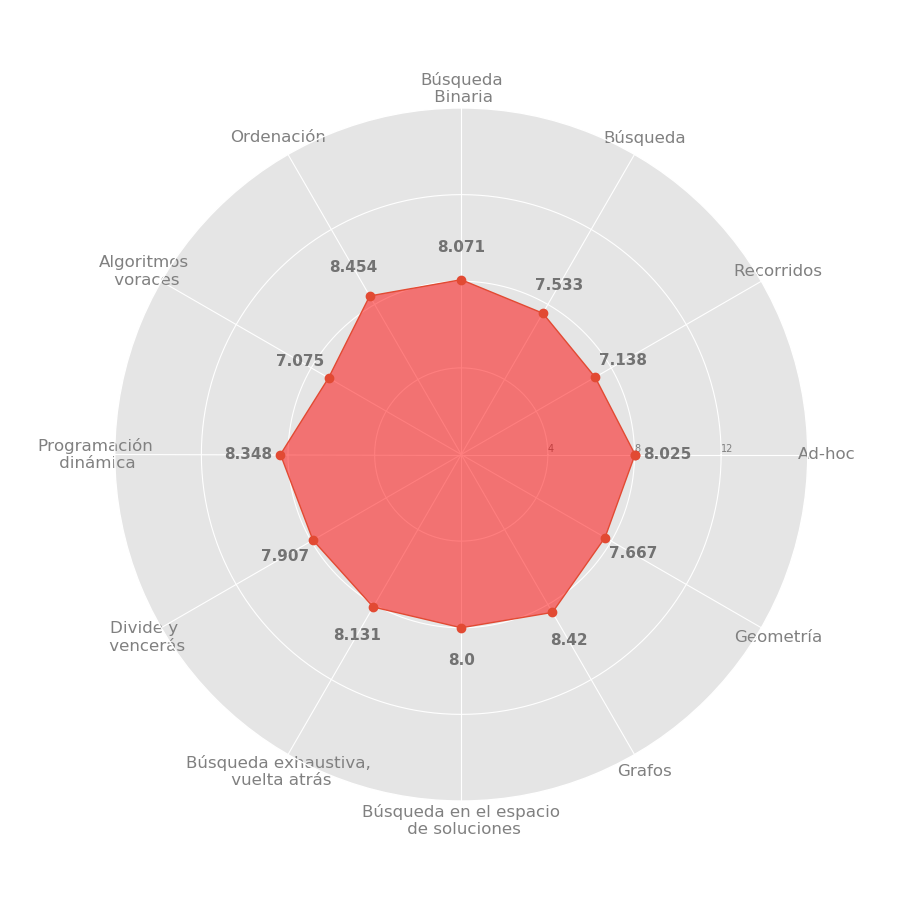 Búsqueda
Binaria
Ordenación
Búsqueda
8.071
8.454
7.533
Algoritmos
voraces
Recorridos
7.075
7.138
Programación
dinámica
8.348
4
8
12
8.025
Ad-hoc
7.907
7.667
Divide y
vencerás
8.131
8.0
8.42
Geometría
Búsqueda exhaustiva,
vuelta atrás
Grafos
Búsqueda en el espacio
de soluciones